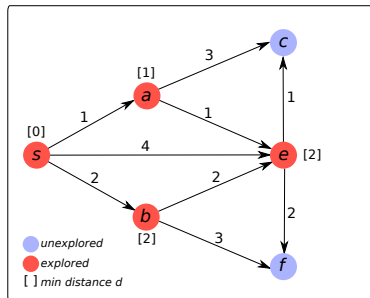 c
3
[1]
a
1
1
1
[0]
s
4
e
[2]
2
2
2
b
3
[2]
f
unexplored
explored
[ ] min distance d